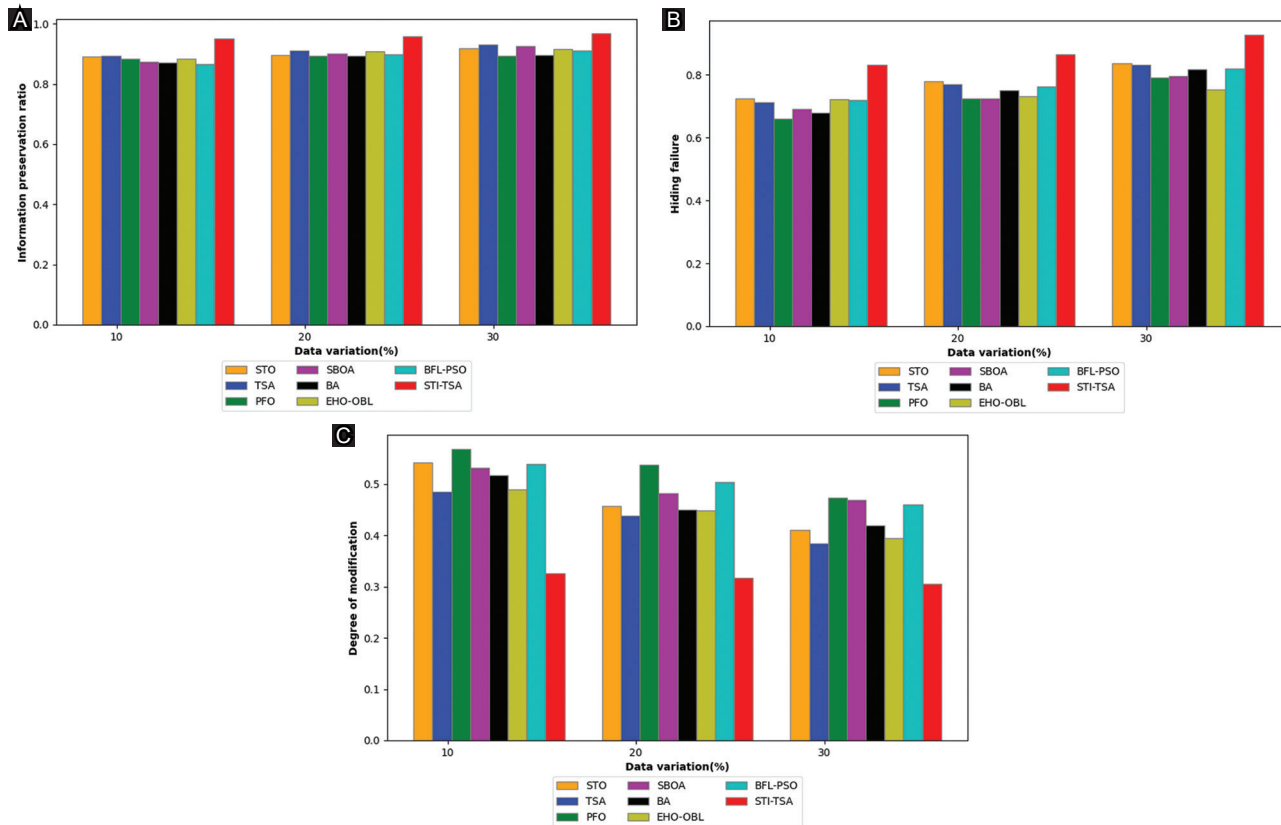 A
Information preservation ratio
1.0
0.8
0.6
0.4
0.2
0.0
10 20 30
Data variation(%)
STO SBOA BFL-PSO
TSA BA STI-TSA
PFO EHO-OBL
B
Hiding failure
0.8
0.6
0.4
0.2
0.0
10 20 30
Data variation(%)
STO SBOA BFL-PSO
TSA BA STI-TSA
PFO EHO-OBL
C
Degree of modification
0.5
0.4
0.3
0.2
0.1
0.0
10 20 30
Data variation(%)
STO SBOA BFL-PSO
TSA BA STI-TSA
PFO EHO-OBL